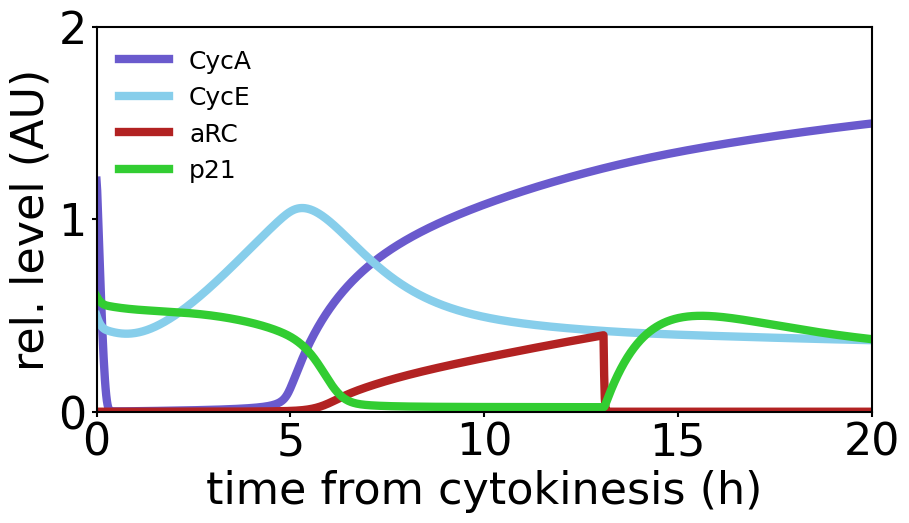 rel. level (AU)
2
1
0
CycA
CycE
aRC
p21
0 5 10 15 20
time from cytokinesis (h)